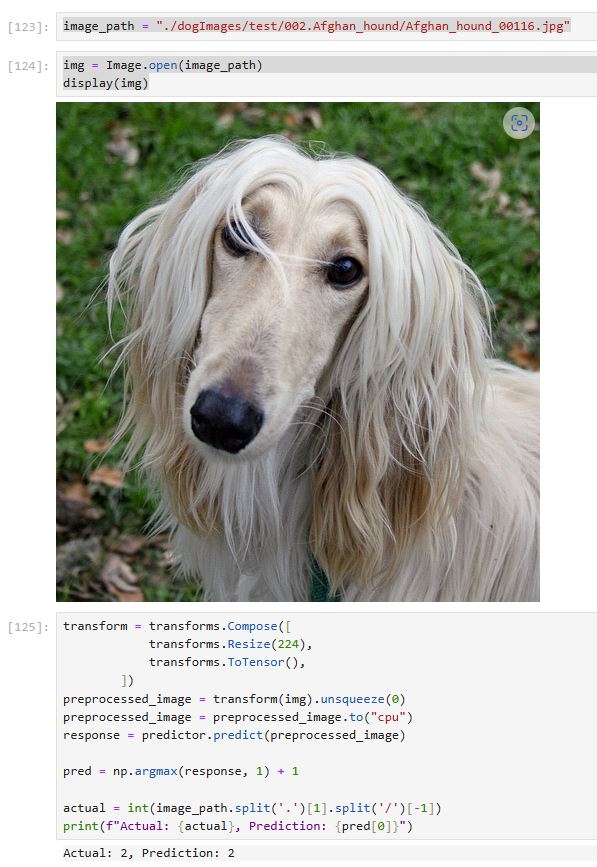 [123]: image_path = "./dogImages/test/002.Afghan_hound/Afghan_hound_00116.jpg"
[124]: img = Image.open(image_path)
display(img)
[125]: transform = transforms.Compose([
transforms.Resize(224),
transforms.ToTensor(),
])
preprocessed_image = transform(img).unsqueeze(0)
preprocessed_image = preprocessed_image.to("cpu")
response = predictor.predict(preprocessed_image)
pred = np.argmax(response, 1) + 1
actual = int(image_path.split('.')[1].split('/')[-1])
print(f"Actual: {actual}, Prediction: {pred[0]}")
Actual: 2, Prediction: 2